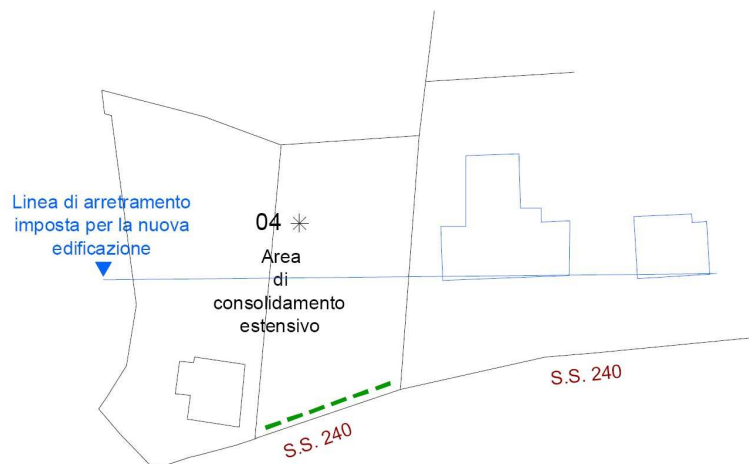 Linea di arretramento
imposta per la nuova
edificazione
04
Area
di
consolidamento
estensivo
S.S. 240
S.S. 240